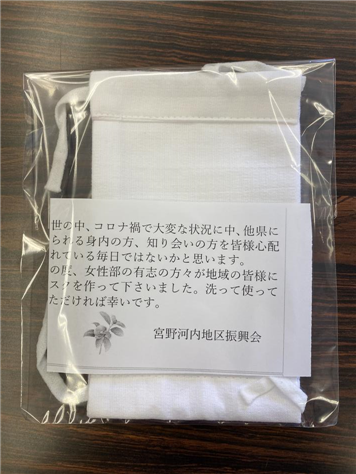 世の中、コロナ禍で大変な状況に中、他県に
られる身内の方、知り合いの方を皆様心配
れている毎日ではないかと思います。
の度、女性部の有志の方々が地域の皆様に
スクを作って下さいました。洗って使って
ただければ幸いです。
宮野河内地区振興会